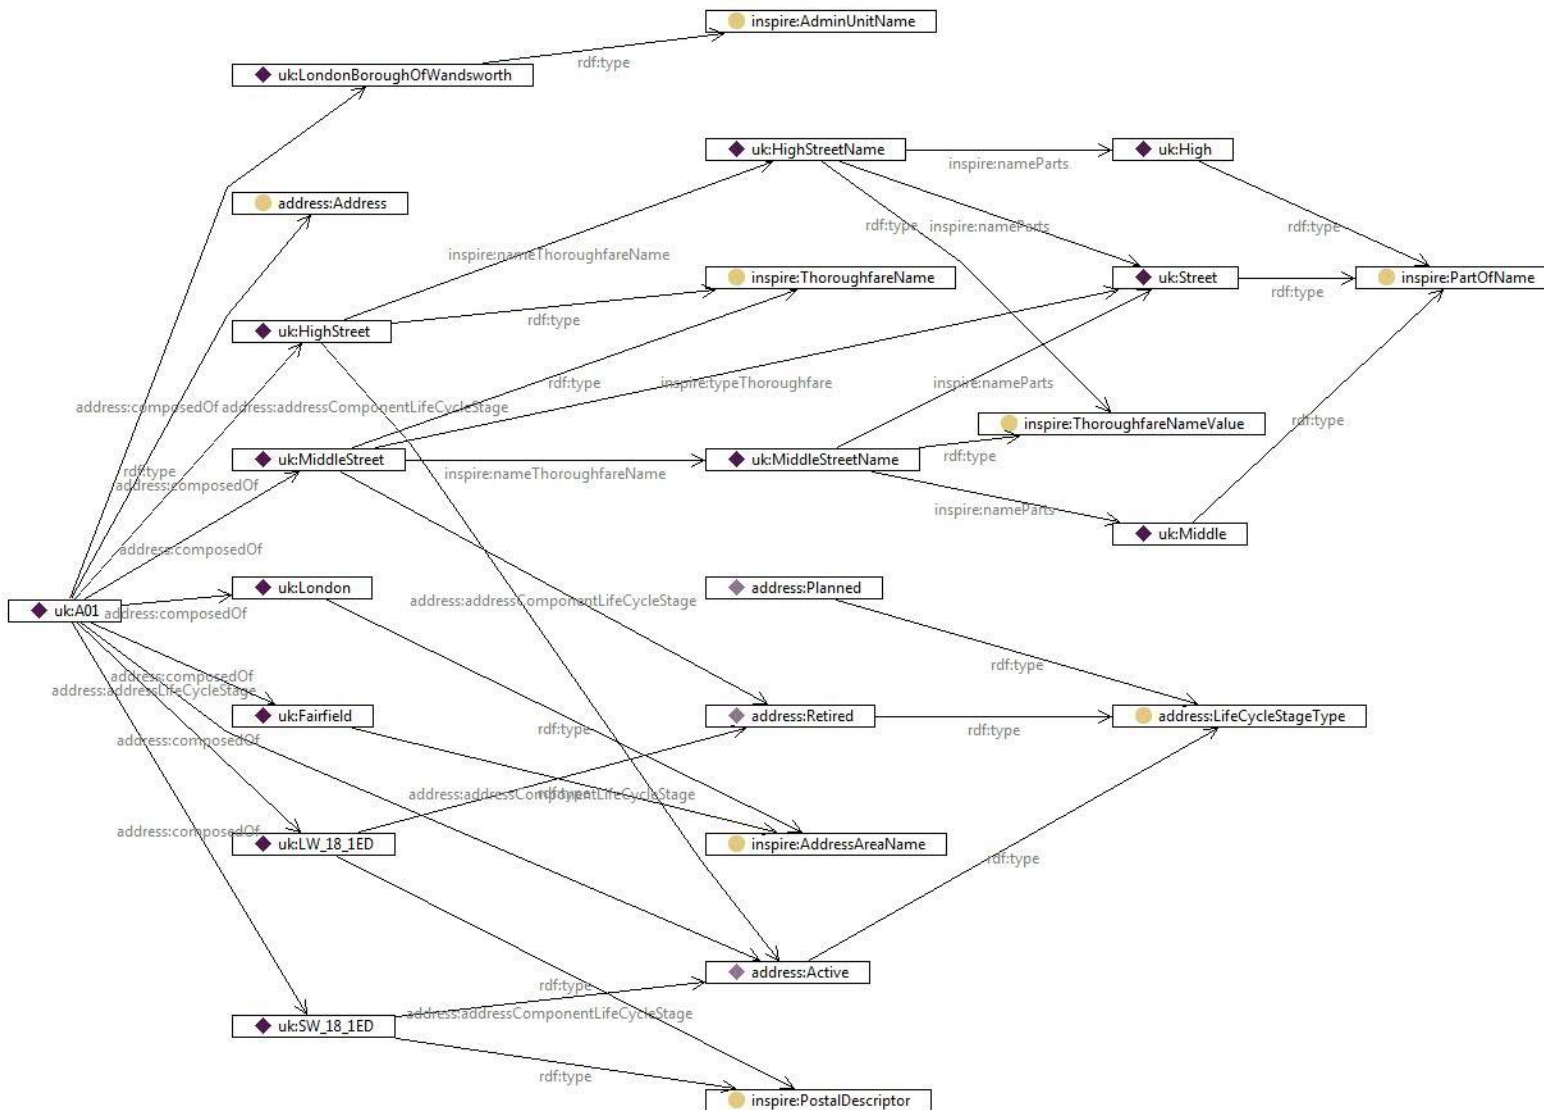 inspire:AdminUnitName
rdf:type
uk:LondonBoroughOfWandsworth
uk:HighStreetName
inspire:nameParts
uk:High
address:Address
rdf:type
inspire:nameParts
rdf:type
inspire:nameThoroughfareName
inspire:ThoroughfareName
uk:Street
rdf:type
inspire:PartOfName
uk:HighStreet
rdf:type
rdf:type
inspire:typeThoroughfare
inspire:nameParts
address:composedOf
address:addressComponentLifeCycleStage
inspire:ThoroughfareNameValue
rdf:type
uk:MiddleStreet
inspire:nameThoroughfareName
uk:MiddleStreetName
rdf:type
rdf:type
address:composedOf
inspire:nameParts
uk:Middle
address:composedOf
uk:London
address:Planned
address:addressComponentLifeCycleStage
uk:A01
address:composedOf
rdf:type
address:composedOf
address:addressLifeCycleStage
uk:Fairfield
address:Retired
rdf:type
address:LifeCycleStageType
address:composedOf
rdf:type
address:addressComponentLifeCycleStage
rdf:type
address:composedOf
uk:LW_18_1ED
inspire:AddressAreaName
rdf:type
address:Active
rdf:type
address:addressComponentLifeCycleStage
uk:SW_18_1ED
rdf:type
inspire:PostalDescriptor